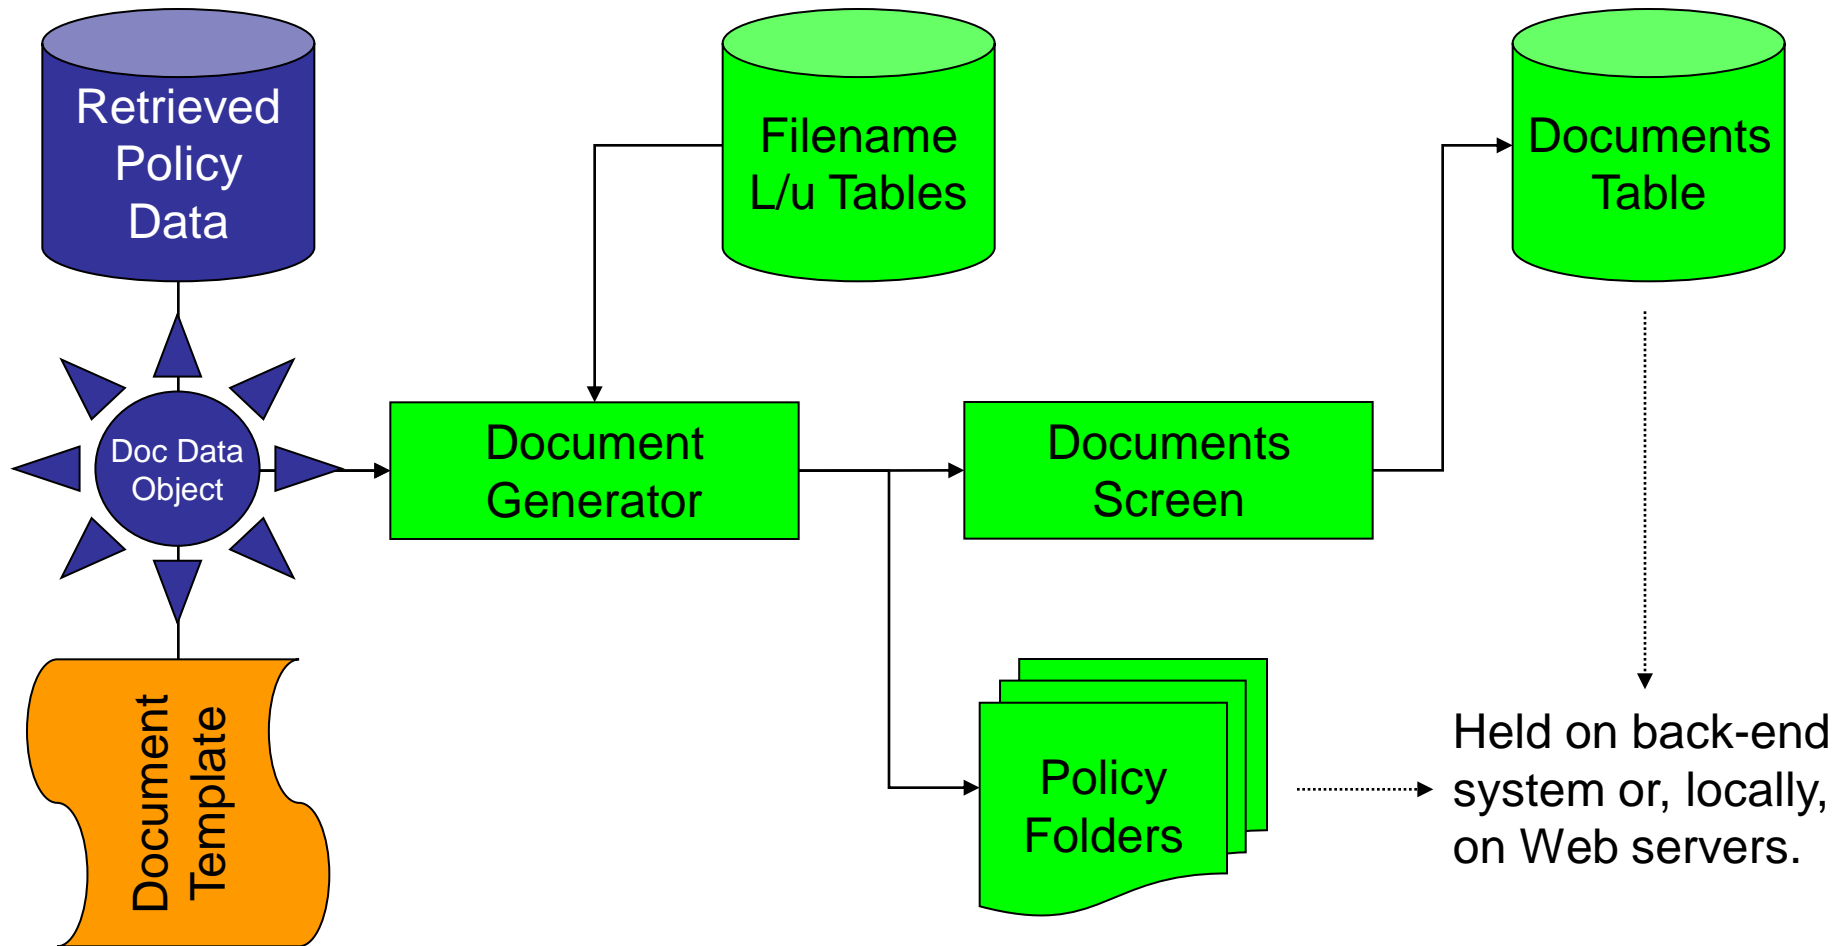 Retrieved
Policy
Data
Filename
L/u Tables
Documents
Table
Doc Data
Object
Document
Generator
Documents
Screen
Document
Template
Policy
Folders
Held on back-end
system or, locally,
on Web servers.